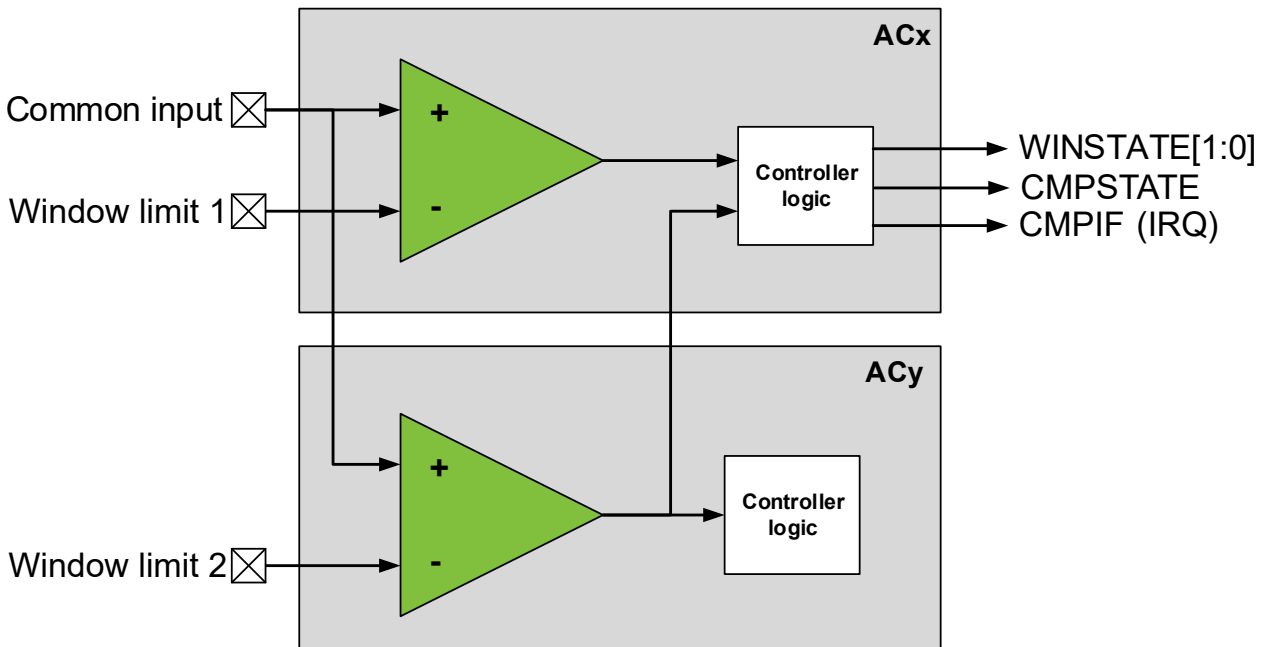 ACx
Common input
+
Window limit 1
-
Controller
logic
WINSTATE[1:0]
CMPSTATE
CMPIF (IRQ)
ACy
+
Controller
logic
Window limit 2
-